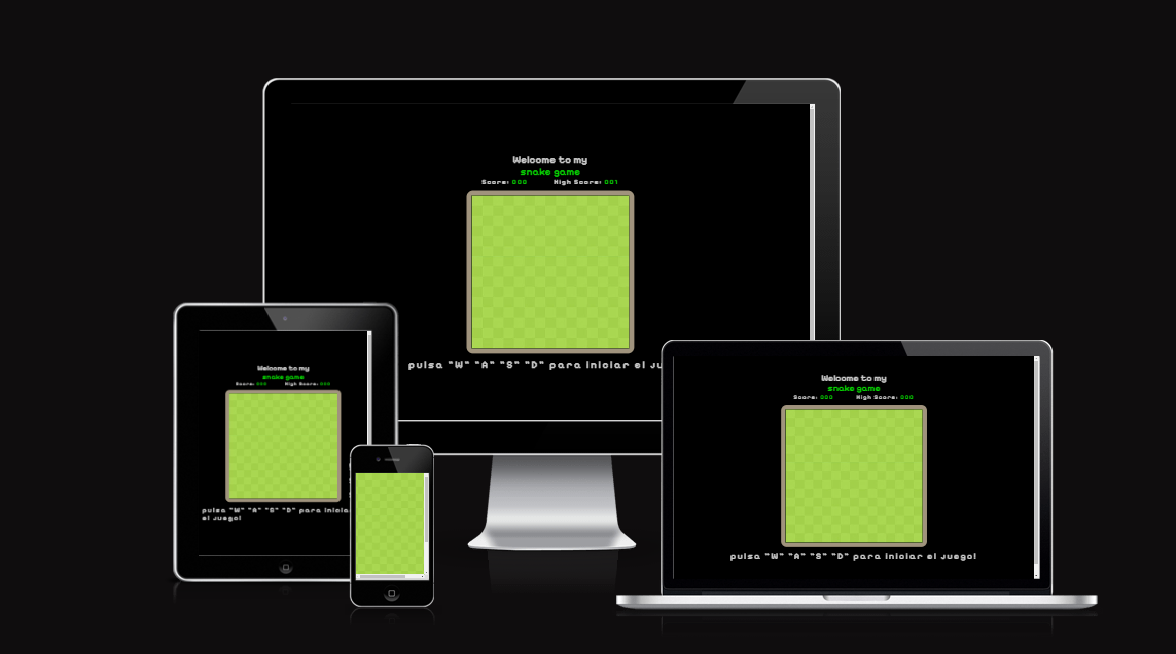 Welcome to my
snake game
Score: 000 High Score: 001
pulsa "W" "A" "S" "D" para iniciar el ju
Welcome to my
snake game
Score: 000 High Score: 000
pulsa "W" "A" "S" "D" para inicia
el juego!
Welcome to my
snake game
Score: 000 High Score: 000
pulsa "W" "A" "S" "D" para iniciar el juego!